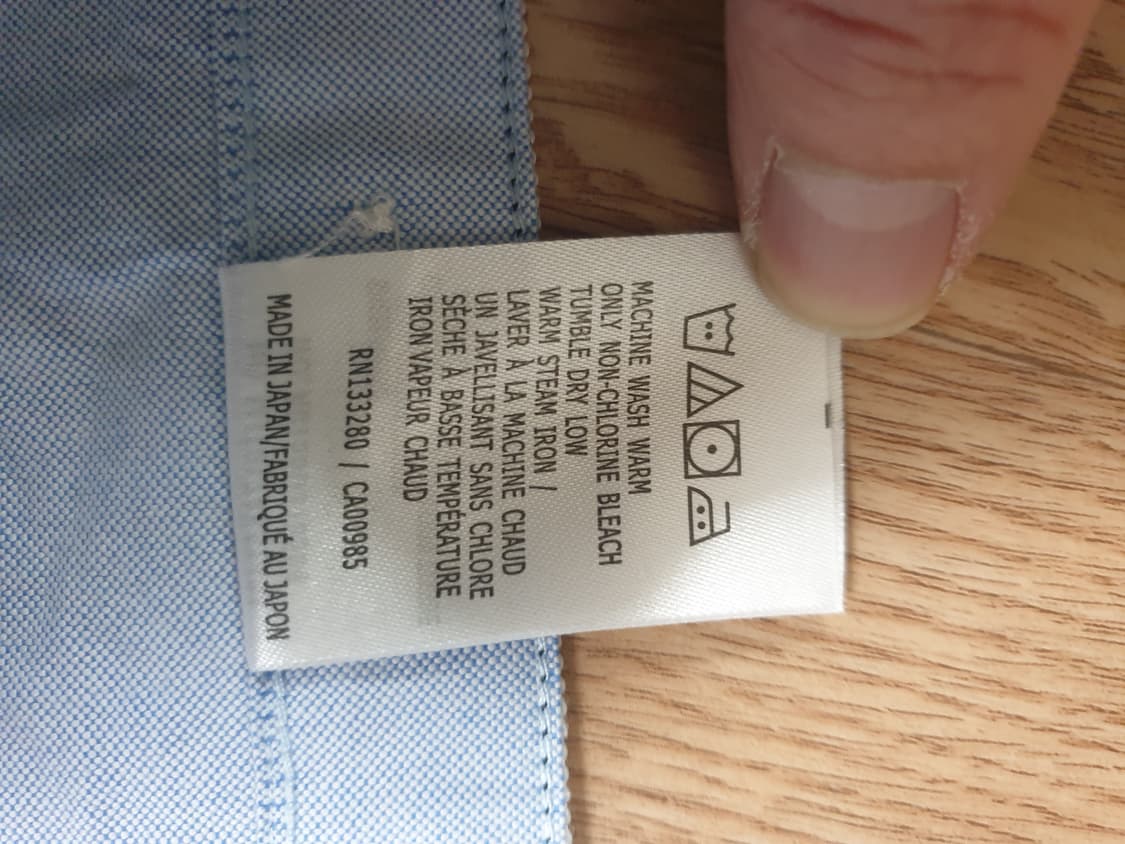 MACHINE WASH WARM
ONLY NON-CHLORINE BLEACH
TUMBLE DRY LOW
WARM STEAM IRON /
LAVER À LA MACHINE CHAUD
UN JAVELLISANT SANS CHLORE
SÈCHE À BASSE TEMPÉRATURE
IRON VAPEUR CHAUD
RN133280 / CA00985
MADE IN JAPAN/FABRIQUÉ AU JAPON